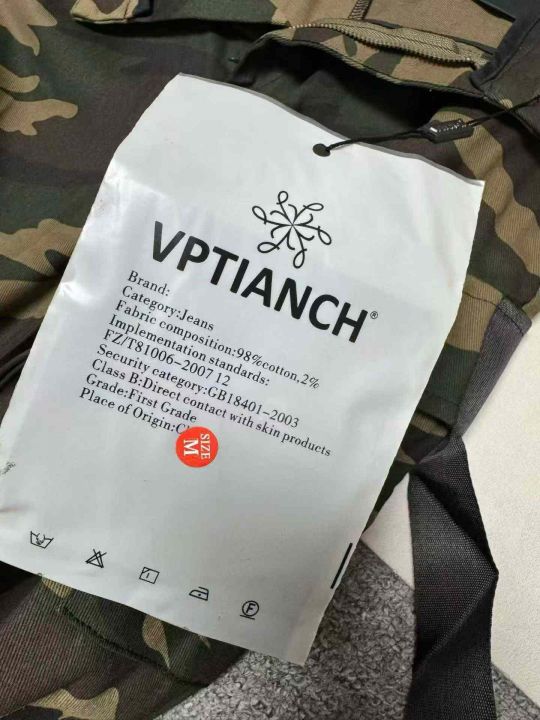 VPTIANCH®
Brand:
Category:Jeans
Fabric composition:98%cotton,2%
Implementation standards:
FZ/T81006-2007 12
Security category:GB18401-2003
Class B:Direct contact with skin products
Grade:First Grade
Place of Origin:C
SIZE
M
F